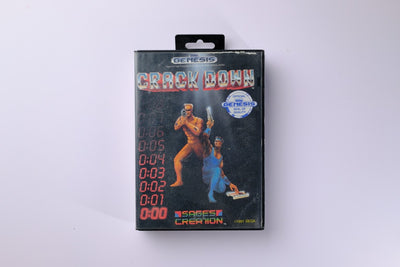 GENESIS
CRACK DOWN
GENESIS
0:06
0:05
0:04
0:03
0:02
0:01
0:00
SAGES
CREATION